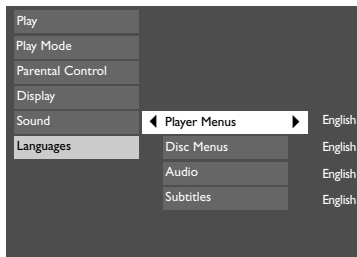 Play
Play Mode
Parental Control
Display
Sound
Player Menus English
Languages
Disc Menus English
Audio English
Subtitles English